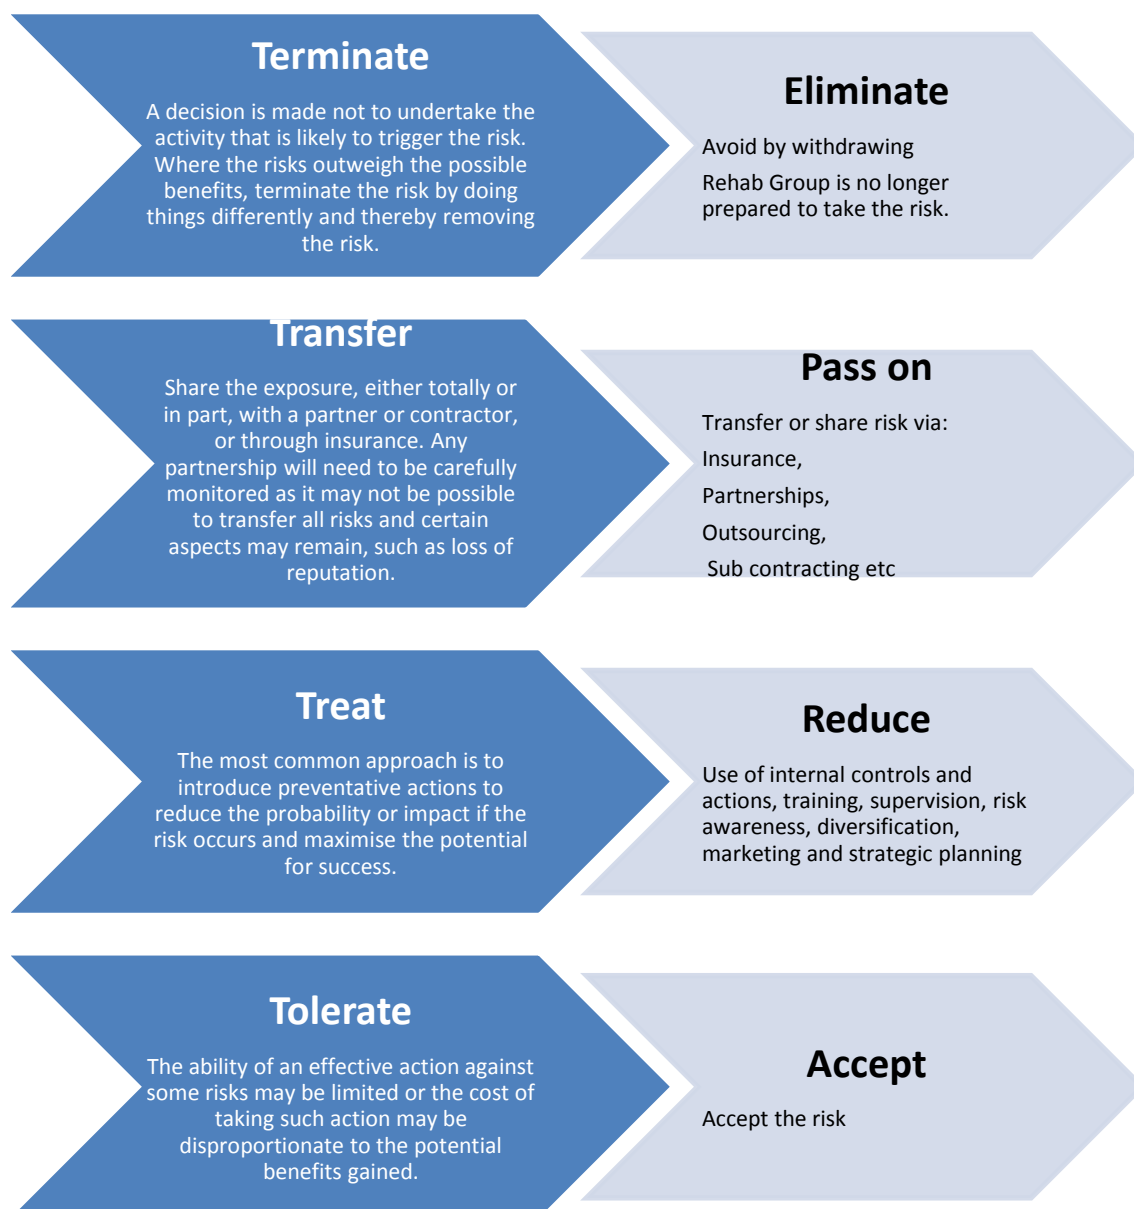 Terminate
A decision is made not to undertake the
activity that is likely to trigger the risk.
Where the risks outweigh the possible
benefits, terminate the risk by doing
things differently and thereby removing
the risk.
Eliminate
Avoid by withdrawing
Rehab Group is no longer
prepared to take the risk.
Transfer
Share the exposure, either totally or
in part, with a partner or contractor,
or through insurance. Any
partnership will need to be carefully
monitored as it may not be possible
to transfer all risks and certain
aspects may remain, such as loss of
reputation.
Pass on
Transfer or share risk via:
Insurance,
Partnerships,
Outsourcing,
Sub contracting etc
Treat
The most common approach is to
introduce preventative actions to
reduce the probability or impact if the
risk occurs and maximise the potential
for success.
Reduce
Use of internal controls and
actions, training, supervision, risk
awareness, diversification,
marketing and strategic planning
Tolerate
The ability of an effective action against
some risks may be limited or the cost of
taking such action may be
disproportionate to the potential
benefits gained.
Accept
Accept the risk